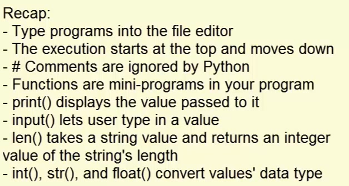 Recap:
- Type programs into the file editor
- The execution starts at the top and moves down
- # Comments are ignored by Python
- Functions are mini-programs in your program
- print() displays the value passed to it
- input() lets user type in a value
- len() takes a string value and returns an integer
value of the string's length
- int(), str(), and float() convert values' data type